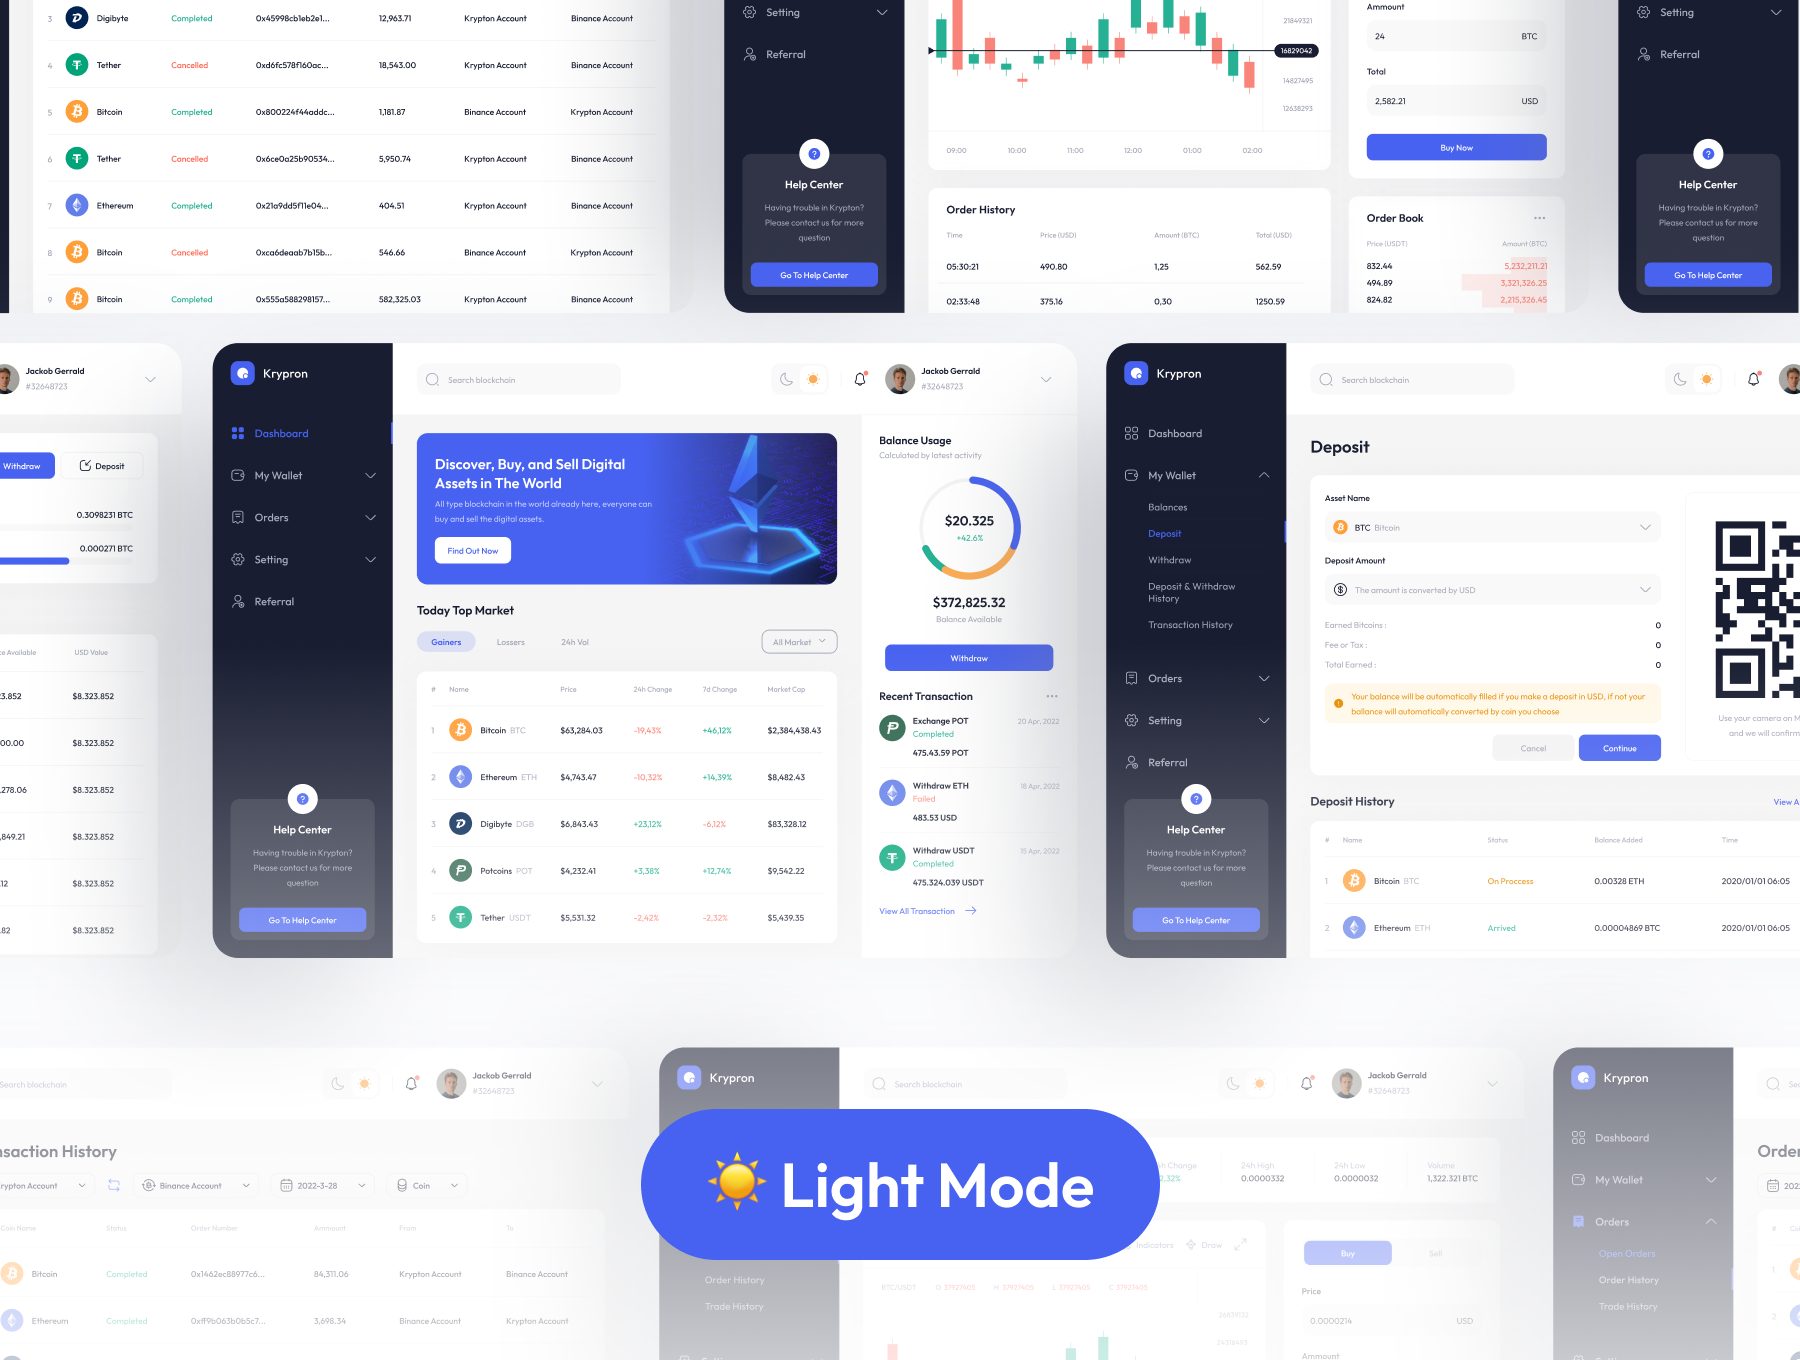 3 Digibyte Completed 0x45998cb1eb2e1... 12,963.71 Krypton Account Binance Account
4 Tether Cancelled 0xd6fc578f160ac... 18,543.00 Krypton Account Binance Account
5 Bitcoin Completed 0x800224f44addc... 1,181.87 Binance Account Krypton Account
6 Tether Cancelled 0x6ce0a25b90534... 5,950.74 Krypton Account Binance Account
7 Ethereum Completed 0x21a9dd5f11e04... 404.51 Krypton Account Binance Account
8 Bitcoin Cancelled 0xca6deaab7b15b... 546.66 Binance Account Krypton Account
9 Bitcoin Completed 0x555a588298157... 582,325.03 Krypton Account Binance Account
Setting
Referral
Help Center
Having trouble in Krypton?
Please contact us for more
question
Go To Help Center
21849321
16829042
14827495
12638293
09:00 10:00 11:00 12:00 01:00 02:00
Order History
Time Price (USD) Amount (BTC) Total (USD)
05:30:21 490.80 1,25 562.59
02:33:48 375.16 0,30 1250.59
Ammount
24 BTC
Total
2,582.21 USD
Buy Now
Order Book ...
Price (USDT) Amount (BTC)
832.44 5,232,211.21
494.89 3,321,326.25
824.82 2,215,326.45
Setting
Referral
Help Center
Having trouble in Krypton?
Please contact us for more
question
Go To Help Center
Jackob Gerrald
#32648723
Withdraw Deposit
0.3098231 BTC
0.000271 BTC
Available USD Value
3.852 $8.323.852
00.00 $8.323.852
,278.06 $8.323.852
,849.21 $8.323.852
.12 $8.323.852
.82 $8.323.852
Krypron
Dashboard
My Wallet
Orders
Setting
Referral
Help Center
Having trouble in Krypton?
Please contact us for more
question
Go To Help Center
Search blockchain
Jackob Gerrald
#32648723
Discover, Buy, and Sell Digital
Assets in The World
All type blockchain in the world already here, everyone can
buy and sell the digital assets.
Find Out Now
Today Top Market
Gainers Lossers 24h Vol All Market
# Name Price 24h Change 7d Change Market Cap
1 Bitcoin BTC $63,284.03 -19,43% +46,12% $2,384,438.43
2 Ethereum ETH $4,743.47 -10,32% +14,39% $8,482.43
3 Digibyte DGB $6,843.43 +23,12% -6,12% $83,328.12
4 Potcoins POT $4,232.41 +3,38% +12,74% $9,542.22
5 Tether USDT $5,531.32 -2,42% -2,32% $5,439.35
Balance Usage
Calculated by latest activity
$20.325
+42.6%
$372,825.32
Balance Available
Withdraw
Recent Transaction ...
Exchange POT 20 Apr, 2022
Completed
475.43.59 POT
Withdraw ETH 18 Apr, 2022
Failed
483.53 USD
Withdraw USDT 15 Apr, 2022
Completed
475.324.039 USDT
View All Transaction
Krypron
Dashboard
My Wallet
Balances
Deposit
Withdraw
Deposit & Withdraw
History
Transaction History
Orders
Setting
Referral
Help Center
Having trouble in Krypton?
Please contact us for more
question
Go To Help Center
Search blockchain
Deposit
Asset Name
BTC Bitcoin
Deposit Amount
The amount is converted by USD
Earned Bitcoins : 0
Fee or Tax : 0
Total Earned : 0
Your balance will be automatically filled if you make a deposit in USD, if not your
ballance will automatically converted by coin you choose
Cancel Continue
Use your camera on M
and we will confirm
Deposit History View A
# Name Status Balance Added Time
1 Bitcoin BTC On Proccess 0.00328 ETH 2020/01/01 06:05
2 Ethereum ETH Arrived 0.00004869 BTC 2020/01/01 06:05
Search blockchain
Jackob Gerrald
#32648723
nsaction History
rypton Account Binance Account 2022-3-28 Coin
Coin Name Status Order Number Ammount From To
Bitcoin Completed 0x1462ec88977c6... 84,311.06 Krypton Account Binance Account
Ethereum Completed 0xff9b063b0b5c7... 3,698.34 Binance Account Krypton Account
Krypron
Order History
Trade History
Search blockchain
Jackob Gerrald
#32648723
Light Mode
h Change 24h High 24h Low Volume
2,32% 0.0000332 0.0000032 1,322.321 BTC
Indicators Draw
BTC/USDT O 37927405 H 37927405 L 37927405 C 37927405
26839132
24318483
Buy Sell
Price
0.0000214 USD
Ammount
Krypron
Dashboard
My Wallet
Orders
Open Orders
Order History
Trade History
Orde
202
#
1
2